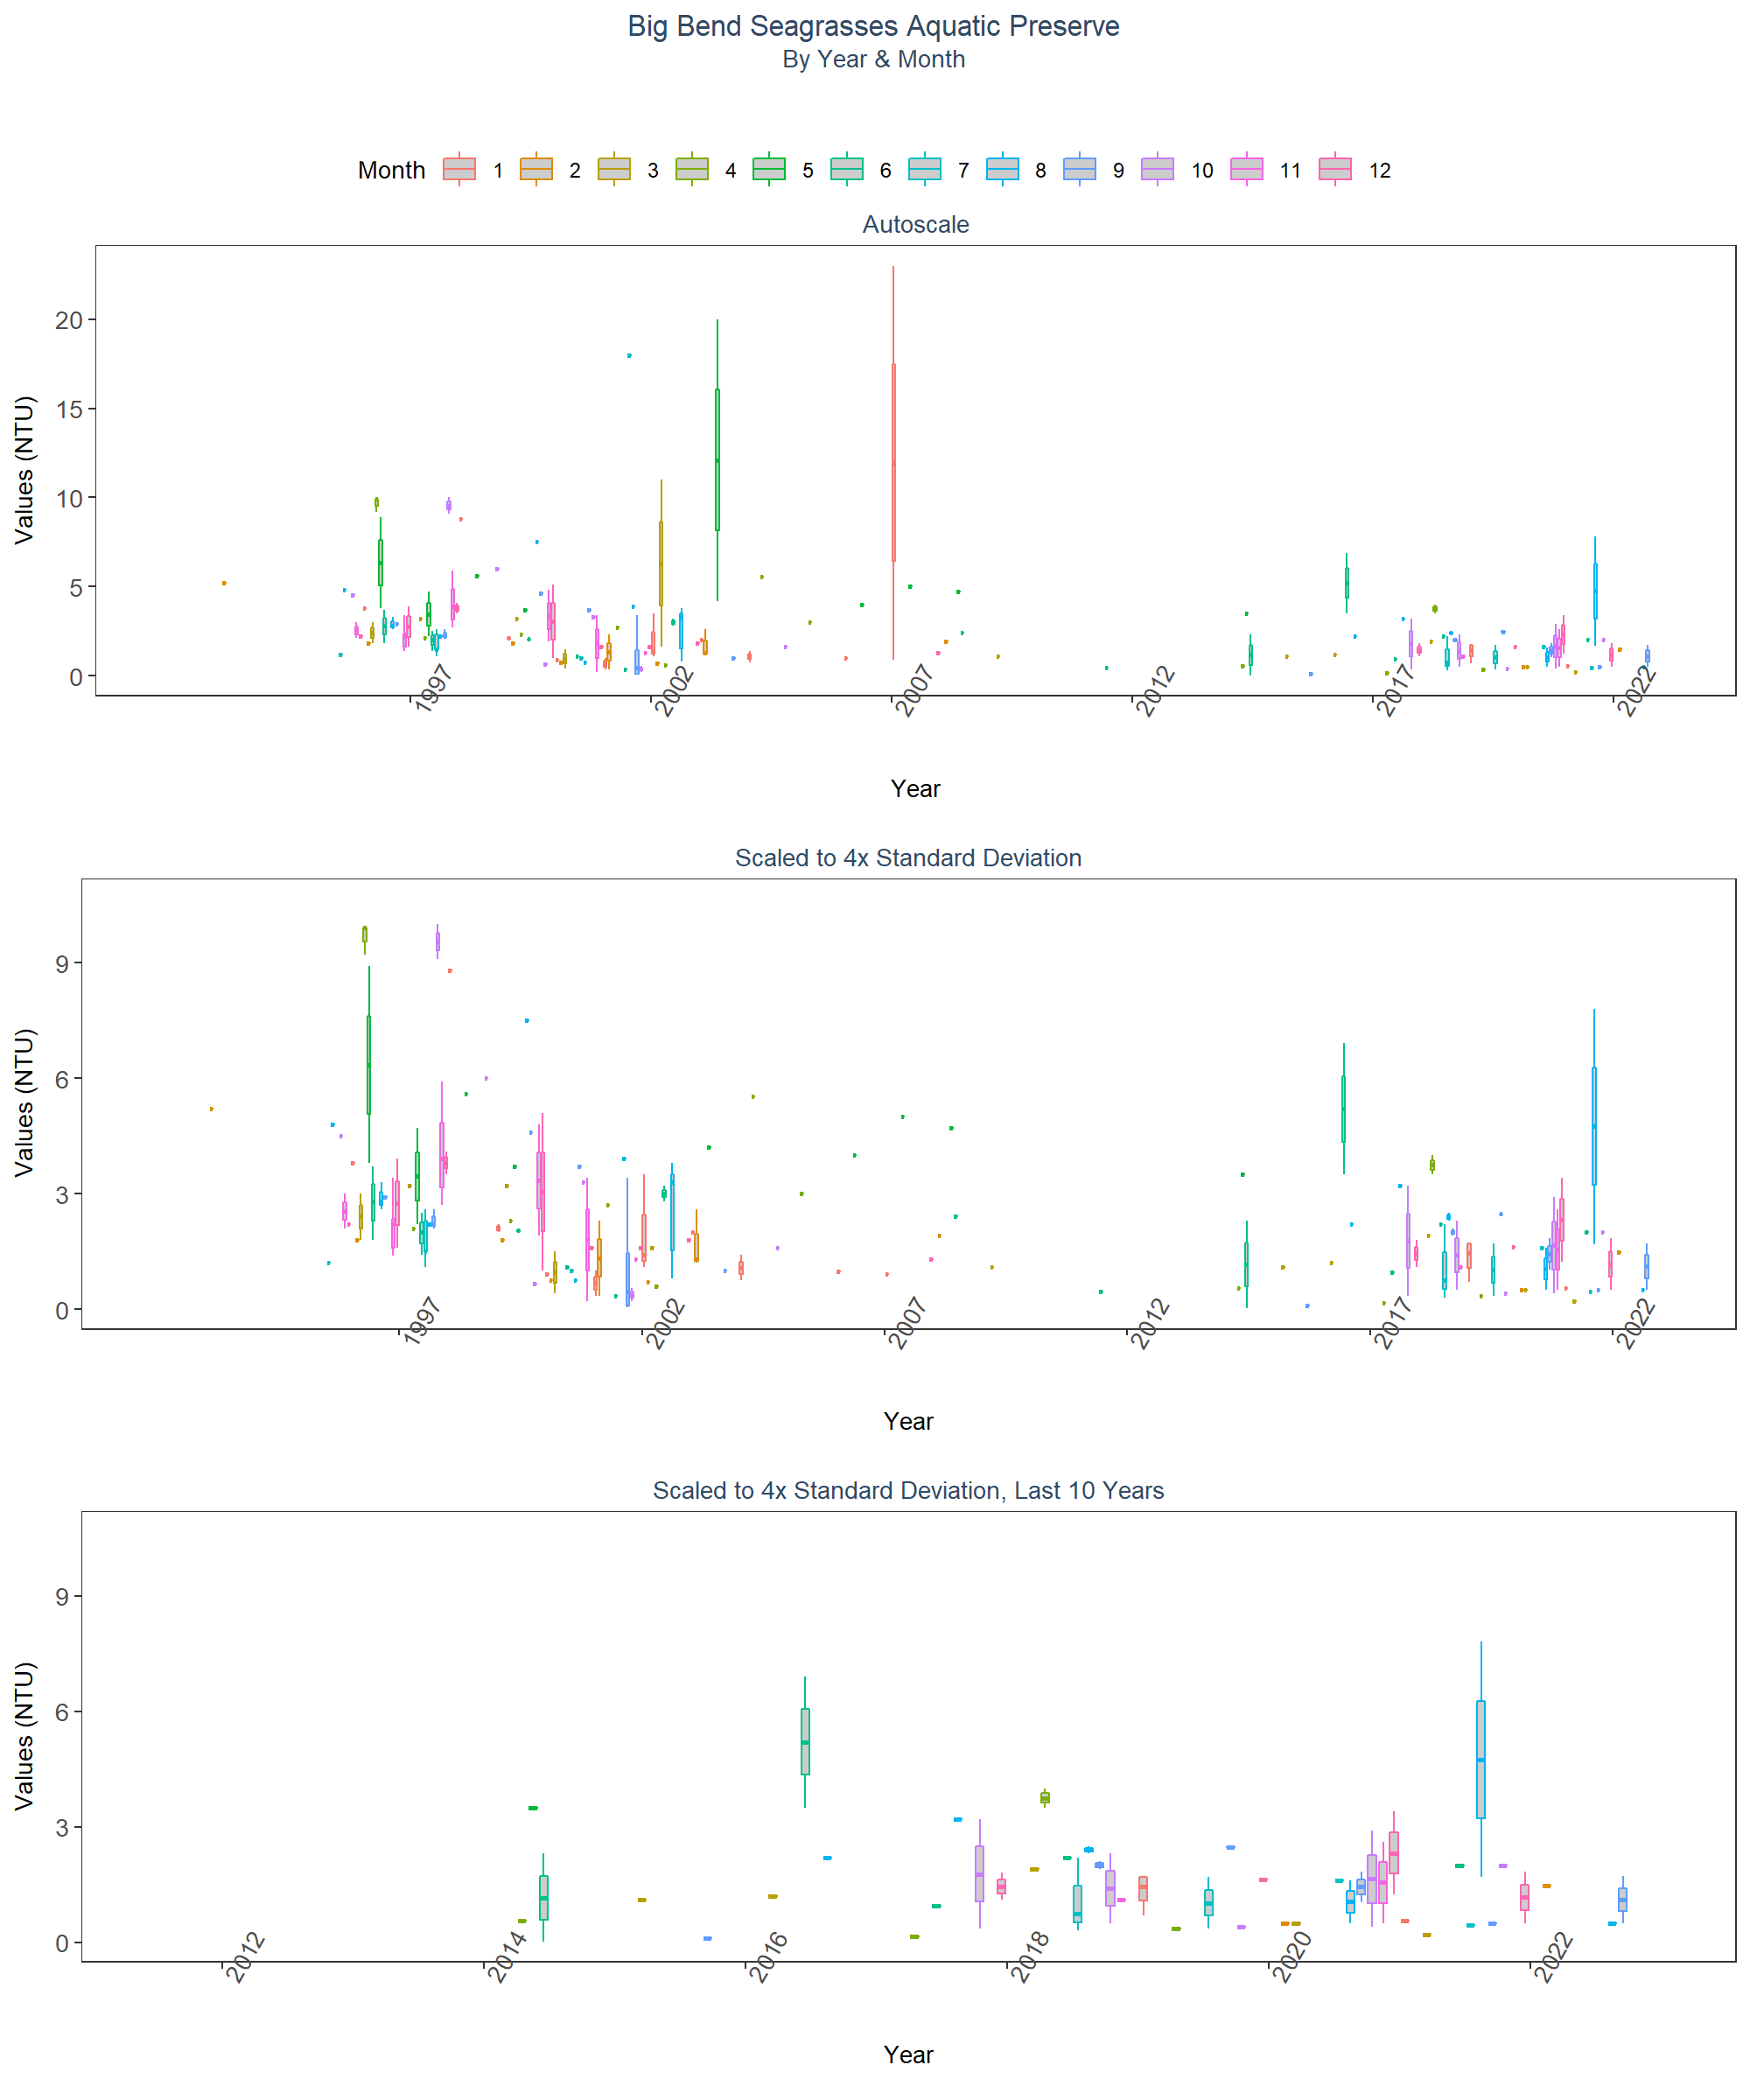 Big Bend Seagrasses Aquatic Preserve
By Year & Month
Month 1 2 3 4 5 6 7 8 9 10 11 12
Autoscale
Values (NTU)
20
15
10
5
0
1997 2002 2007 2012 2017 2022
Year
Scaled to 4x Standard Deviation
Values (NTU)
9
6
3
0
1997 2002 2007 2012 2017 2022
Year
Scaled to 4x Standard Deviation, Last 10 Years
Values (NTU)
9
6
3
0
2012 2014 2016 2018 2020 2022
Year